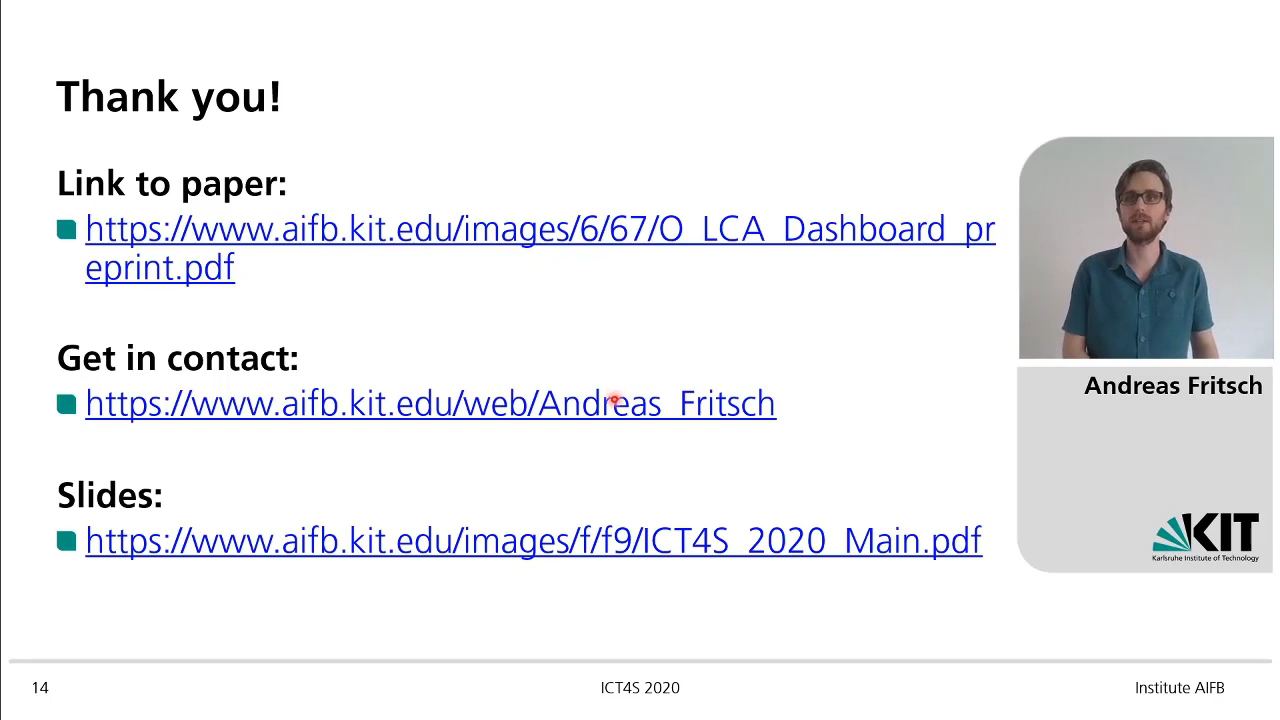 Thank you!
Link to paper:
https://www.aifb.kit.edu/images/6/67/O_LCA_Dashboard_pr
eprint.pdf
Get in contact:
https://www.aifb.kit.edu/web/Andreas_Fritsch
Slides:
https://www.aifb.kit.edu/images/f/f9/ICT4S_2020_Main.pdf
Andreas Fritsch
KIT
Karlsruhe Institute of Technology
14
ICT4S 2020
Institute AIFB